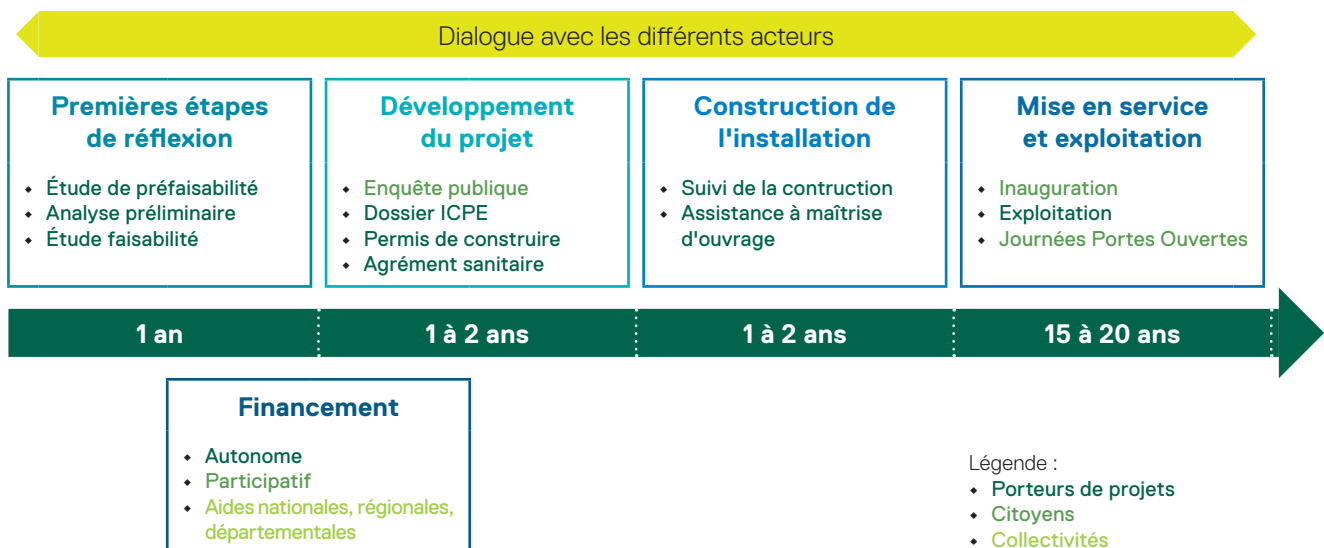 Dialogue avec les différents acteurs
Premières étapes
de réflexion
• Étude de préfaisabilité
• Analyse préliminaire
• Étude faisabilité
Développement
du projet
• Enquête publique
• Dossier ICPE
• Permis de construire
• Agrément sanitaire
Construction de
l'installation
• Suivi de la contruction
• Assistance à maîtrise
d'ouvrage
Mise en service
et exploitation
• Inauguration
• Exploitation
• Journées Portes Ouvertes
1 an
1 à 2 ans
1 à 2 ans
15 à 20 ans
Financement
• Autonome
• Participatif
• Aides nationales, régionales,
départementales
Légende :
• Porteurs de projets
• Citoyens
• Collectivités